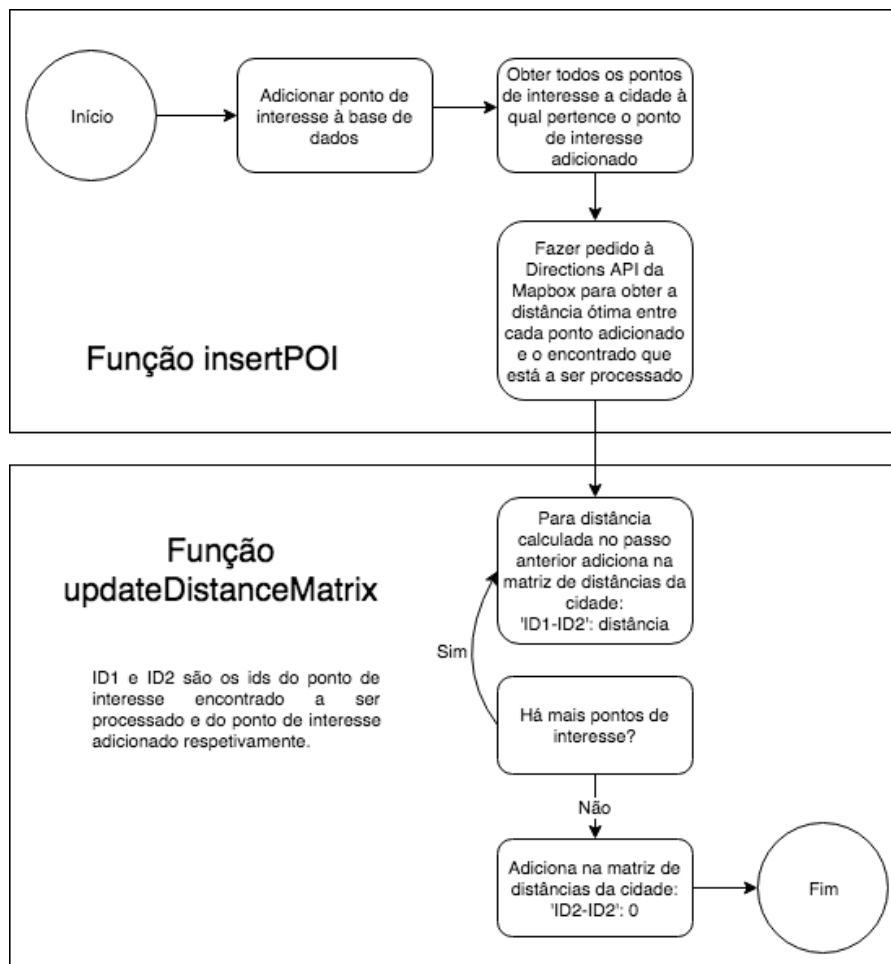 Início
Adicionar ponto de
interesse à base de
dados
Obter todos os pontos
de interesse a cidade à
qual pertence o ponto
de interesse
adicionado
Fazer pedido à
Directions API da
Mapbox para obter a
distância ótima entre
cada ponto adicionado
e o encontrado que
está a ser processado
Função insertPOI
Função
updateDistanceMatrix
ID1 e ID2 são os ids do ponto de
interesse encontrado a ser
processado e do ponto de interesse
adicionado respetivamente.
Para distância
calculada no passo
anterior adiciona na
matriz de distâncias da
cidade:
'ID1-ID2': distância
Sim
Há mais pontos de
interesse?
Não
Adiciona na matriz de
distâncias da cidade:
'ID2-ID2': 0
Fim